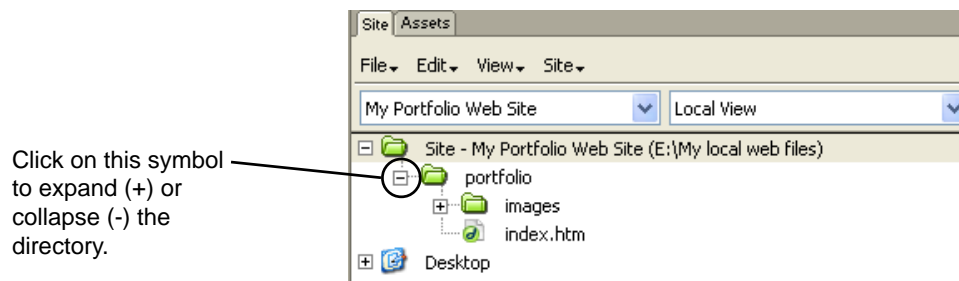 Site Assets
File Edit View Site
My Portfolio Web Site Local View
Site - My Portfolio Web Site (E:\My local web files)
portfolio
images
index.htm
Desktop
Click on this symbol
to expand (+) or
collapse (-) the
directory.